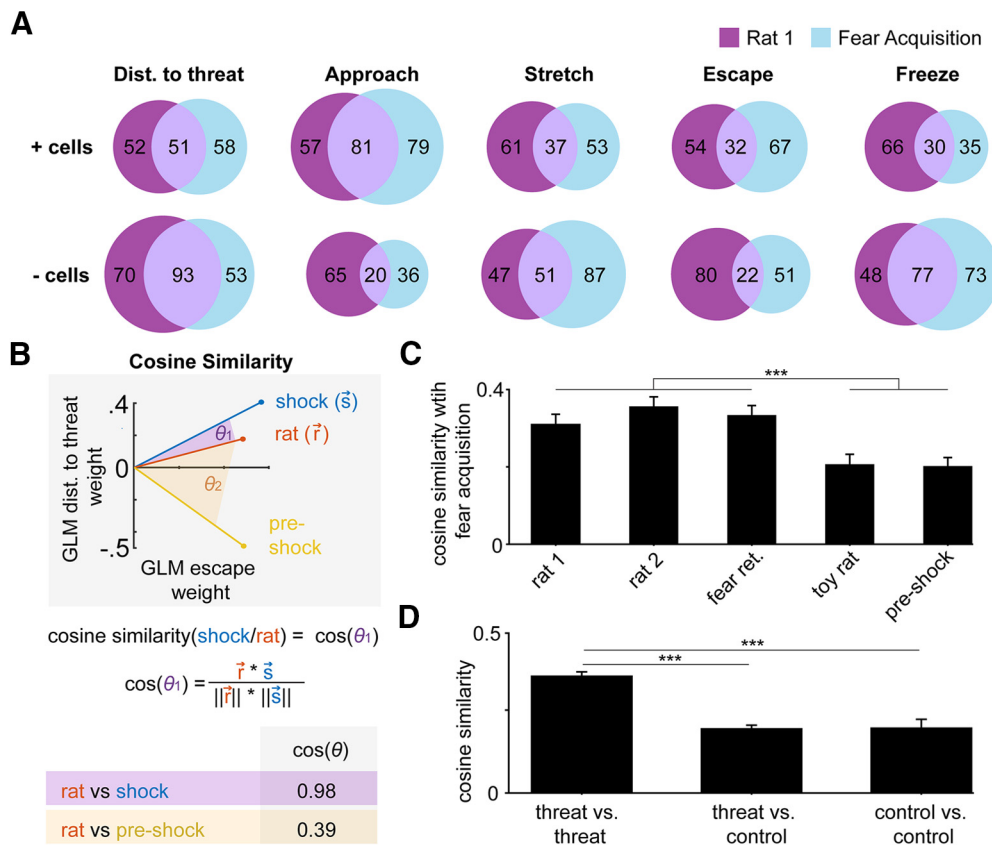 A
Rat 1 Fear Acquisition
Dist. to threat Approach Stretch Escape Freeze
+ cells 52 51 58 57 81 79 61 37 53 54 32 67 66 30 35
- cells 70 93 53 65 20 36 47 51 87 80 22 51 48 77 73
B
Cosine Similarity
GLM dist. to threat
weight
.4
0
-.5
shock (s⃗)
rat (r⃗)
θ1
θ2
pre-
shock
GLM escape
weight
cosine similarity(shock/rat) = cos(θ1)
cos(θ1) = r⃗ * s⃗
||r⃗|| * ||s⃗||
cos(θ)
rat vs shock 0.98
rat vs pre-shock 0.39
C
cosine similarity wtih
fear acquisition
0.4
0
***
rat 1
rat 2
fear ret.
toy rat
pre-shock
D
cosine similarity
0.5
0
***
***
threat vs.
threat
threat vs.
control
control vs.
control